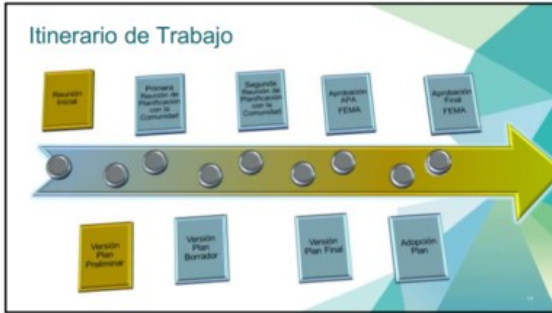 Itinerario de Trabajo
Reunión
Inicial
Primera
Reunión de
Planificación
con la
Comunidad
Segunda
Reunión de
Planificación
con la
Comunidad
Aprobación
APA
FEMA
Aprobación
Final
FEMA
Versión
Plan
Preliminar
Versión
Plan
Borrador
Versión
Plan Final
Adopción
Plan